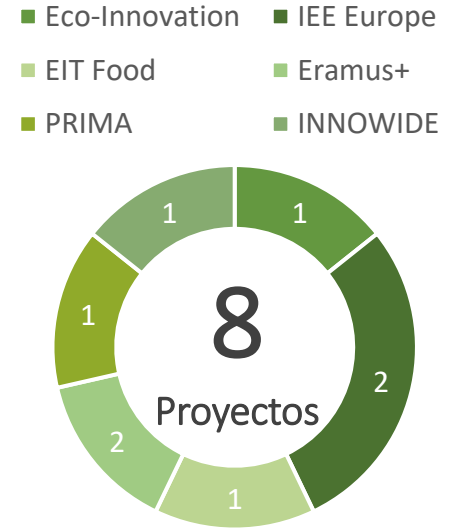 Eco-Innovation IEE Europe
EIT Food Eramus+
PRIMA INNOWIDE
1 1
1 2
2 1
8
Proyectos